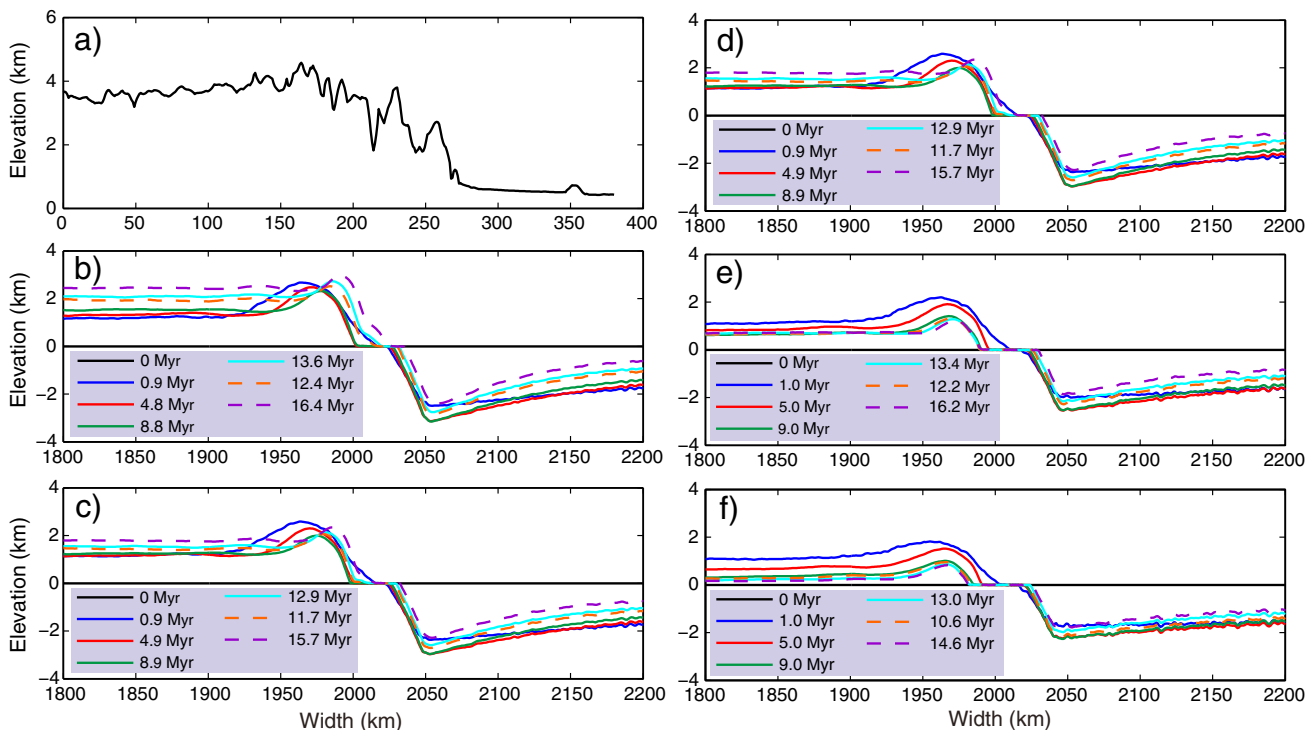 a)
Elevation (km)
6
4
2
0
0 50 100 150 200 250 300 350 400
b)
Elevation (km)
4
2
0
−2
−4
0 Myr 13.6 Myr
0.9 Myr 12.4 Myr
4.8 Myr 16.4 Myr
8.8 Myr
1800 1850 1900 1950 2000 2050 2100 2150 2200
c)
Elevation (km)
4
2
0
−2
−4
0 Myr 12.9 Myr
0.9 Myr 11.7 Myr
4.9 Myr 15.7 Myr
8.9 Myr
1800 1850 1900 1950 2000 2050 2100 2150 2200
Width (km)
d)
4
2
0
−2
−4
0 Myr 12.9 Myr
0.9 Myr 11.7 Myr
4.9 Myr 15.7 Myr
8.9 Myr
1800 1850 1900 1950 2000 2050 2100 2150 2200
e)
4
2
0
−2
−4
0 Myr 13.4 Myr
1.0 Myr 12.2 Myr
5.0 Myr 16.2 Myr
9.0 Myr
1800 1850 1900 1950 2000 2050 2100 2150 2200
f)
4
2
0
−2
−4
0 Myr 13.0 Myr
1.0 Myr 10.6 Myr
5.0 Myr 14.6 Myr
9.0 Myr
1800 1850 1900 1950 2000 2050 2100 2150 2200
Width (km)